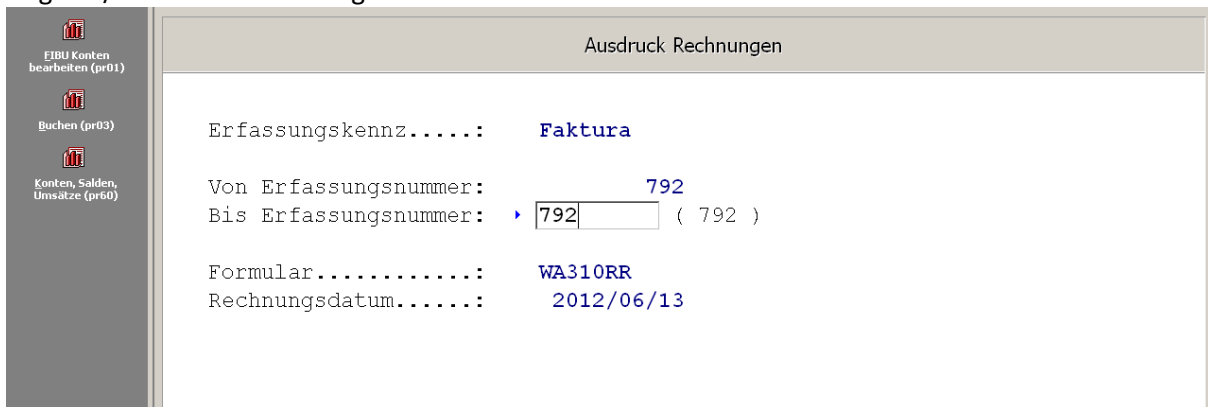 Ausdruck Rechnungen
FIBU Konten
bearbeiten (pr01)
Buchen (pr03)
Konten, Salden,
Umsätze (pr60)
Erfassungskennz.....: Faktura
Von Erfassungsnummer: 792
Bis Erfassungsnummer: 792 ( 792 )
Formular............: WA310RR
Rechnungsdatum......: 2012/06/13